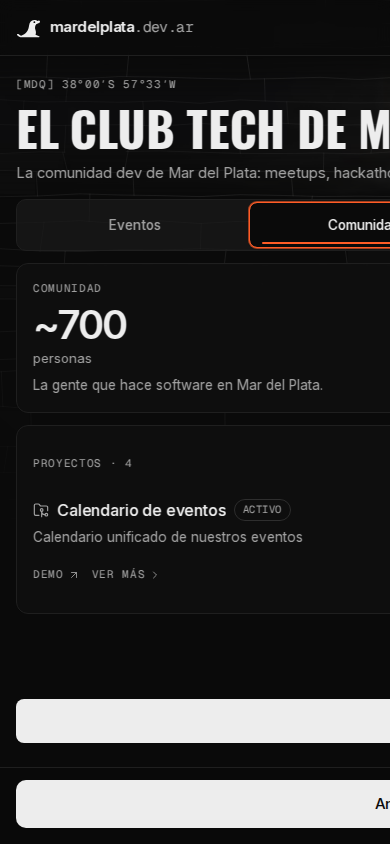 mardelplata.dev.ar
[MDQ] 38°00′S 57°33′W
EL CLUB TECH DE M
La comunidad dev de Mar del Plata: meetups, hackatho
Eventos
Comunida
COMUNIDAD
~700
personas
La gente que hace software en Mar del Plata.
PROYECTOS · 4
Calendario de eventos ACTIVO
Calendario unificado de nuestros eventos
DEMO ↗ VER MÁS >